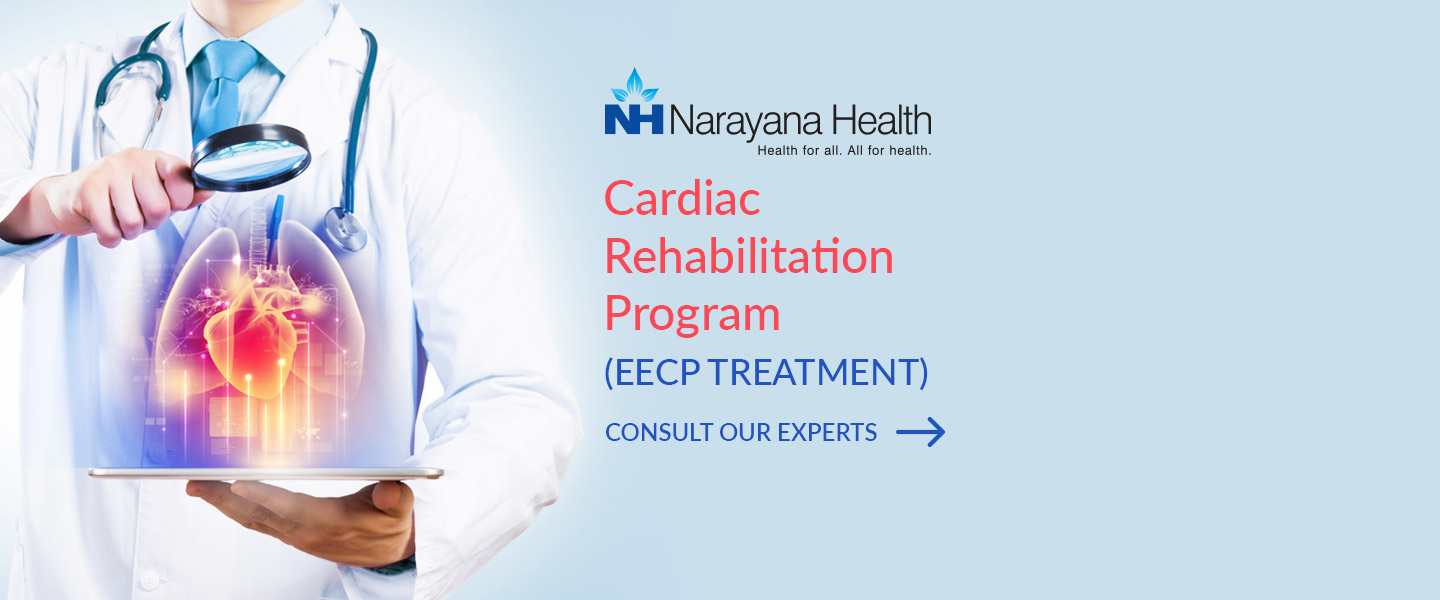 NH Narayana Health
Health for all. All for health.
Cardiac
Rehabilitation
Program
(EECP TREATMENT)
CONSULT OUR EXPERTS